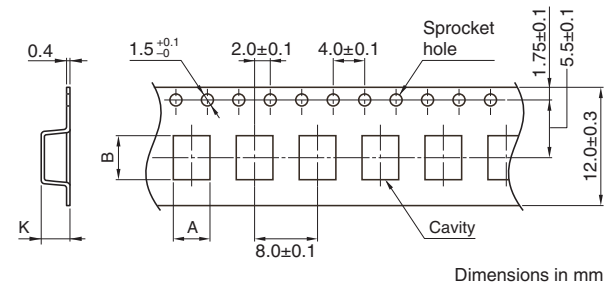 0.4
1.5 +0.1 −0
2.0±0.1
4.0±0.1
Sprocket
hole
1.75±0.1
5.5±0.1
12.0±0.3
B
K
A
8.0±0.1
Cavity
Dimensions in mm